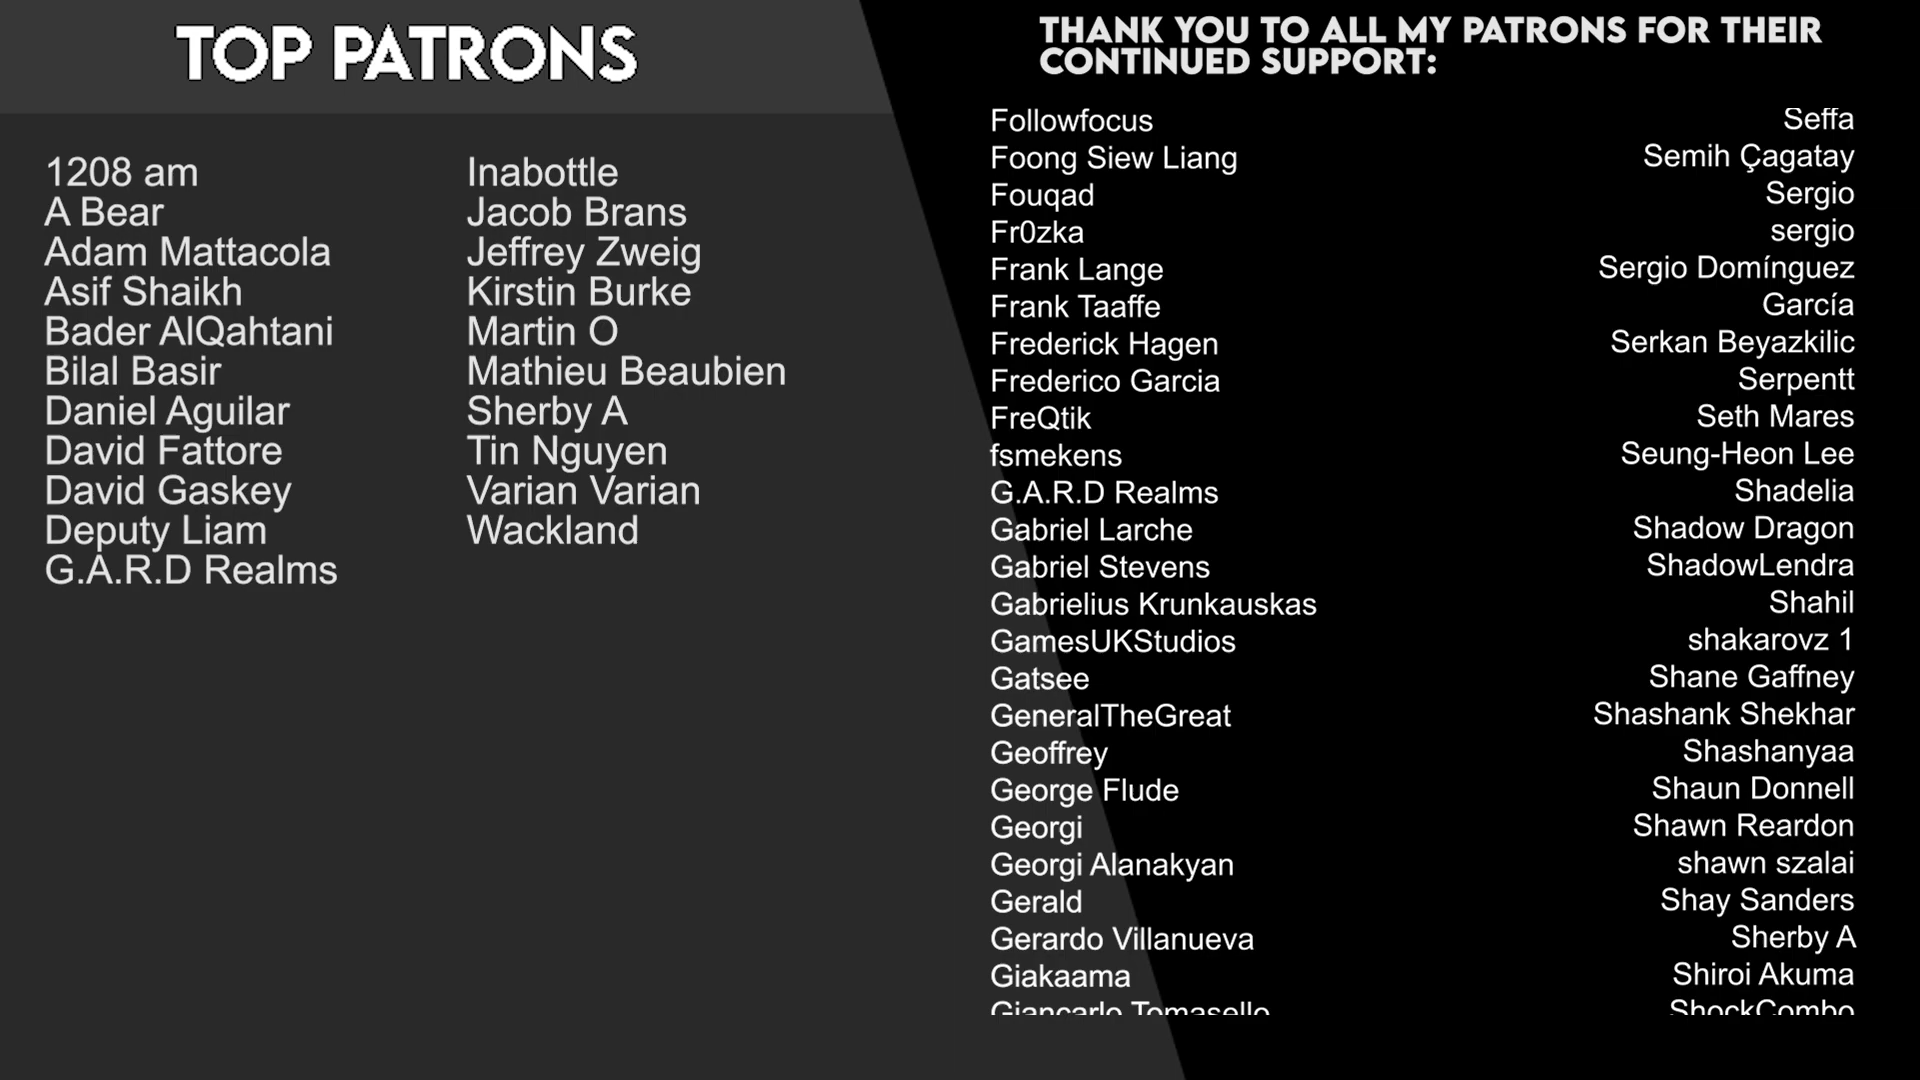 TOP PATRONS
1208 am
A Bear
Adam Mattacola
Asif Shaikh
Bader AlQahtani
Bilal Basir
Daniel Aguilar
David Fattore
David Gaskey
Deputy Liam
G.A.R.D Realms
Inabottle
Jacob Brans
Jeffrey Zweig
Kirstin Burke
Martin O
Mathieu Beaubien
Sherby A
Tin Nguyen
Varian Varian
Wackland
THANK YOU TO ALL MY PATRONS FOR THEIR
CONTINUED SUPPORT:
Followfocus
Foong Siew Liang
Fouqad
Fr0zka
Frank Lange
Frank Taaffe
Frederick Hagen
Frederico Garcia
FreQtik
fsmekens
G.A.R.D Realms
Gabriel Larche
Gabriel Stevens
Gabrielius Krunkauskas
GamesUKStudios
Gatsee
GeneralTheGreat
Geoffrey
George Flude
Georgi
Georgi Alanakyan
Gerald
Gerardo Villanueva
Giakaama
Giancarlo Tomasello
Seffa
Semih Çagatay
Sergio
sergio
Sergio Domínguez
García
Serkan Beyazkilic
Serpentt
Seth Mares
Seung-Heon Lee
Shadelia
Shadow Dragon
ShadowLendra
Shahil
shakarovz 1
Shane Gaffney
Shashank Shekhar
Shashanyaa
Shaun Donnell
Shawn Reardon
shawn szalai
Shay Sanders
Sherby A
Shiroi Akuma
ShockCombo